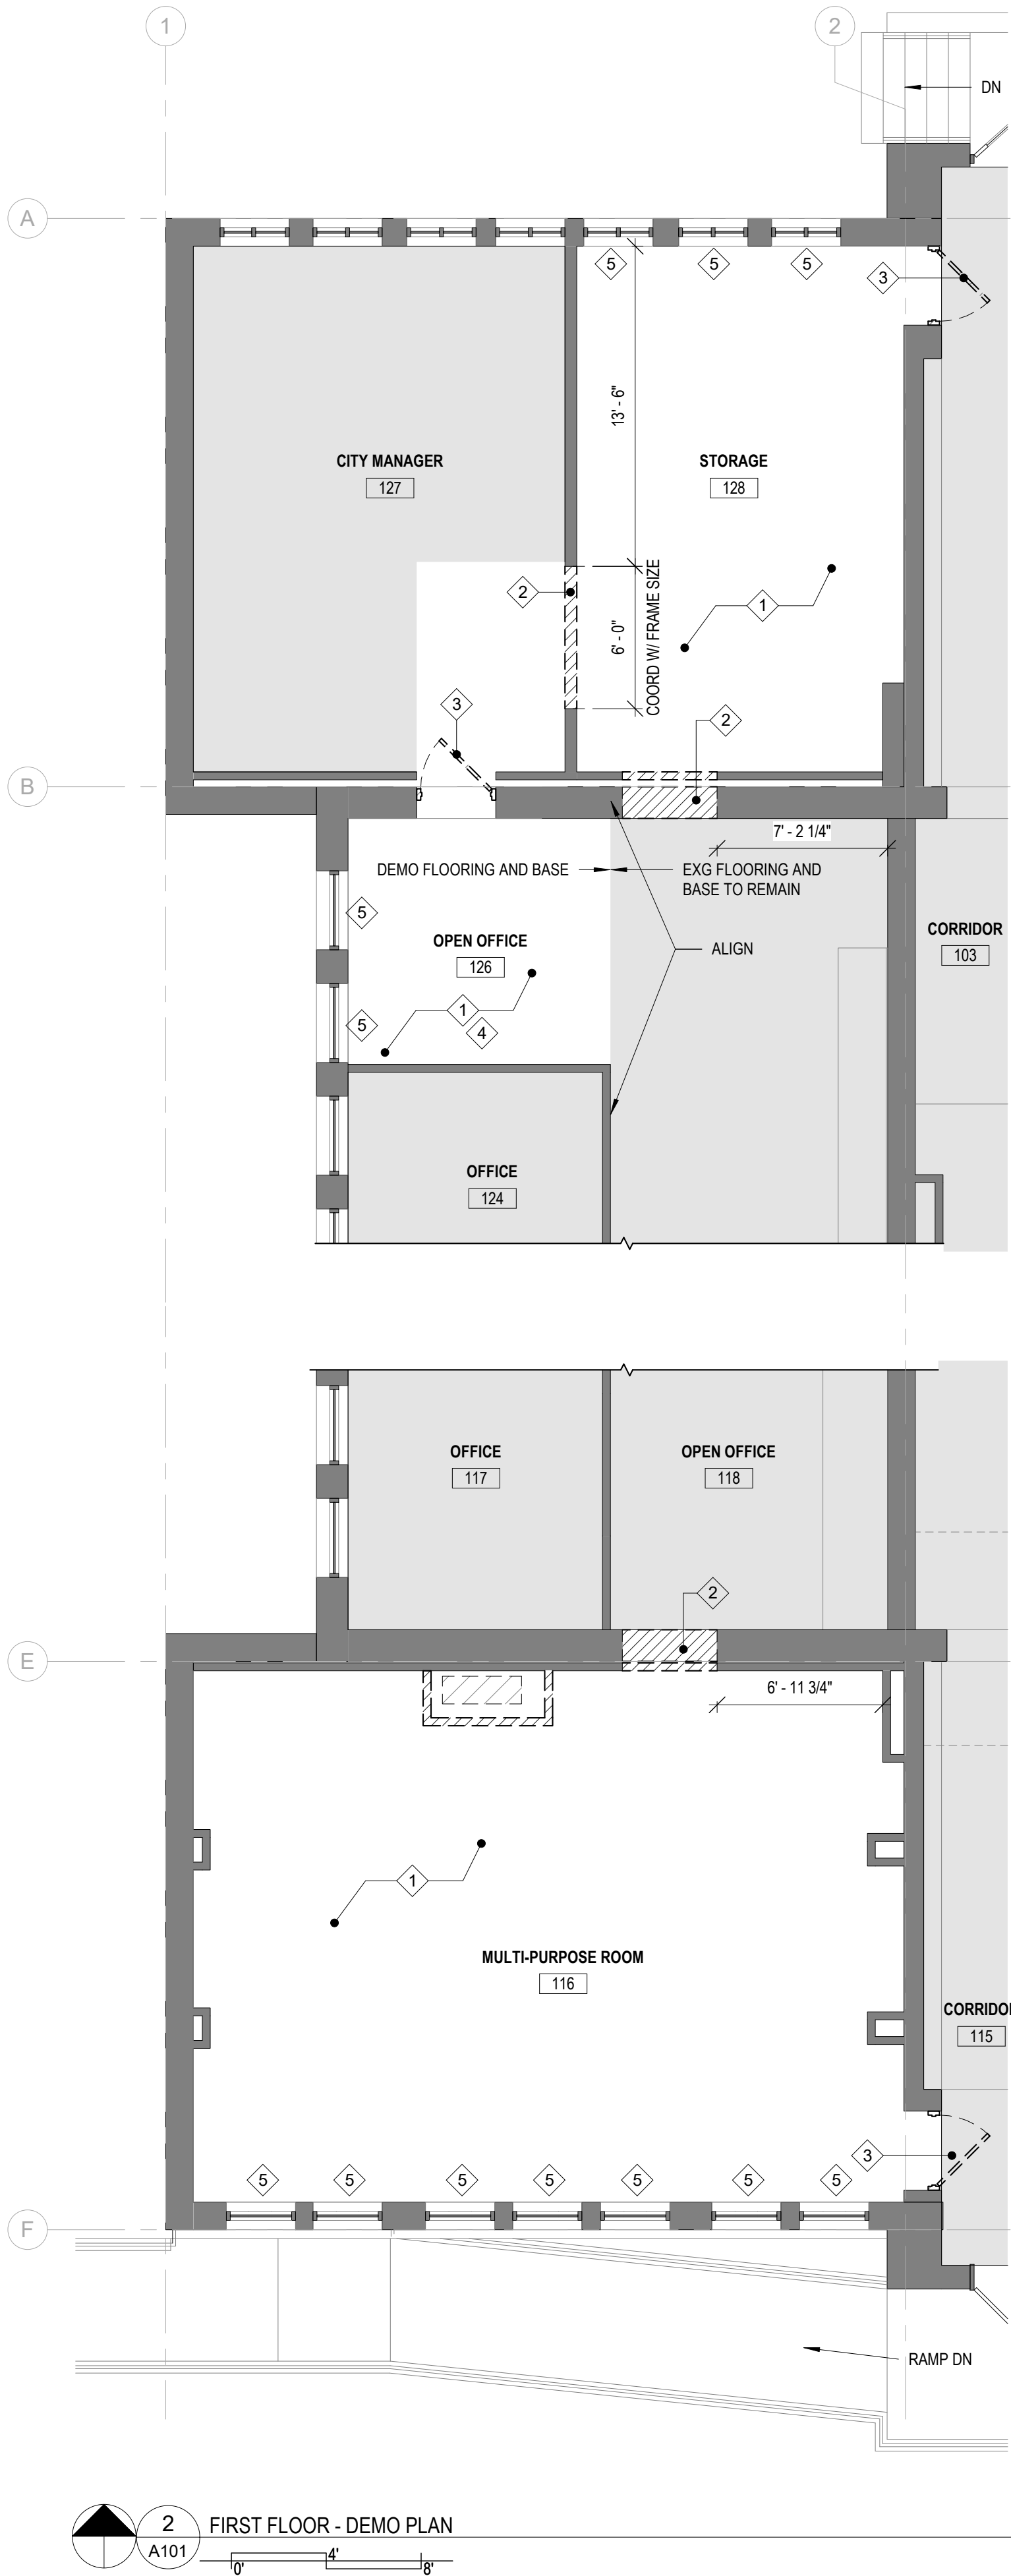 1
2
DN
A
5
5
5
3
13' - 6"
CITY MANAGER
127
STORAGE
128
2
1
6' - 0"
COORD W/ FRAME SIZE
3
2
B
7' - 2 1/4"
DEMO FLOORING AND BASE
EXG FLOORING AND
BASE TO REMAIN
5
OPEN OFFICE
126
ALIGN
CORRIDOR
103
5
1
4
OFFICE
124
OFFICE
117
OPEN OFFICE
118
2
E
6' - 11 3/4"
1
MULTI-PURPOSE ROOM
116
CORRIDO
115
3
5
5
5
5
5
5
5
F
RAMP DN
2
A101
FIRST FLOOR - DEMO PLAN
0'
4'
8'